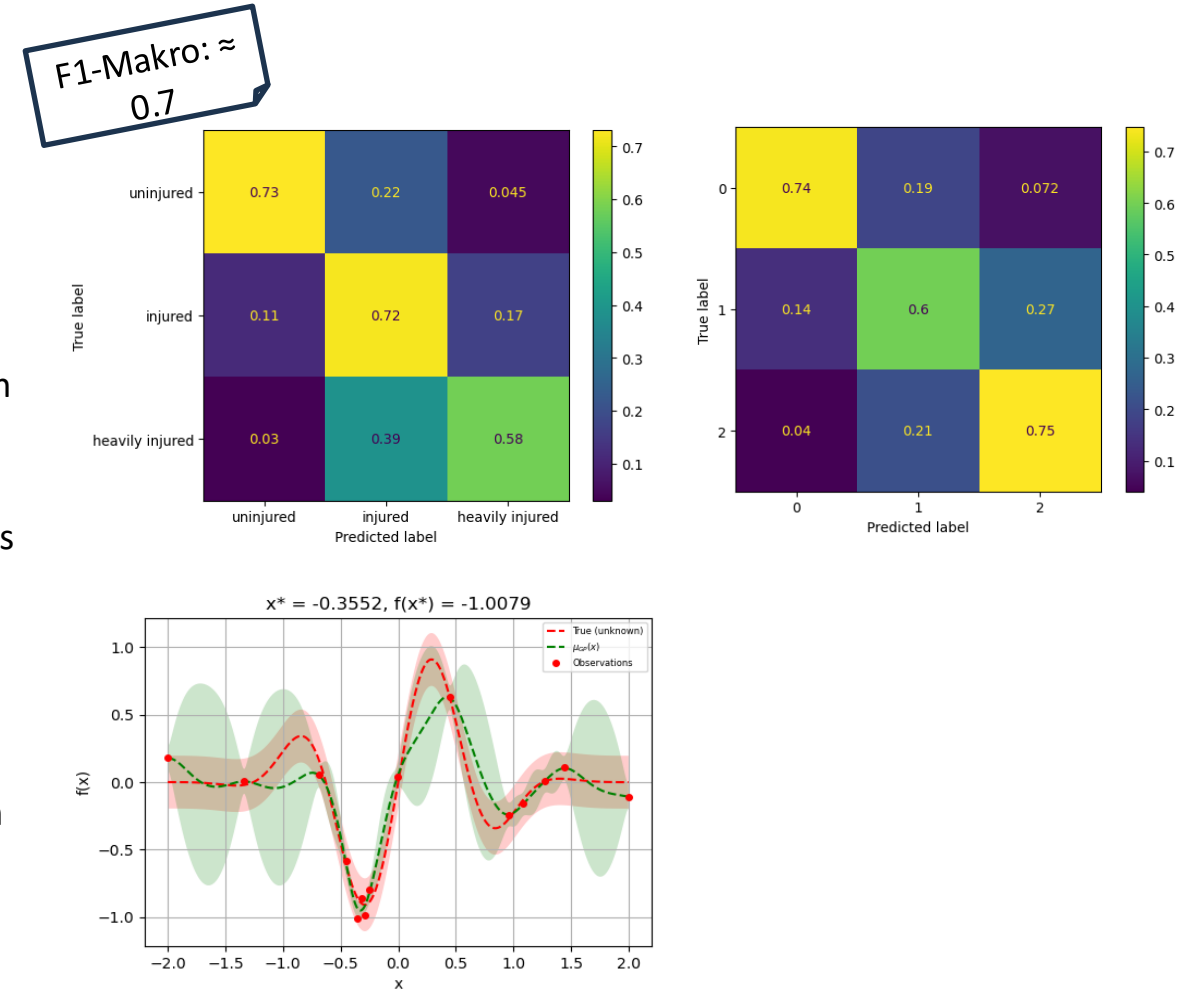 F1-Makro: ≈
0.7
True label
uninjured
injured
heavily injured
0.73 0.22 0.045
0.11 0.72 0.17
0.03 0.39 0.58
uninjured injured heavily injured
Predicted label
0.7
0.6
0.5
0.4
0.3
0.2
0.1
True label
0
1
2
0.74 0.19 0.072
0.14 0.6 0.27
0.04 0.21 0.75
0 1 2
Predicted label
0.7
0.6
0.5
0.4
0.3
0.2
0.1
s
x* = -0.3552, f(x*) = -1.0079
True (unknown)
μGP(x)
Observations
f(x)
1.0
0.5
0.0
−0.5
−1.0
−2.0 −1.5 −1.0 −0.5 0.0 0.5 1.0 1.5 2.0
x